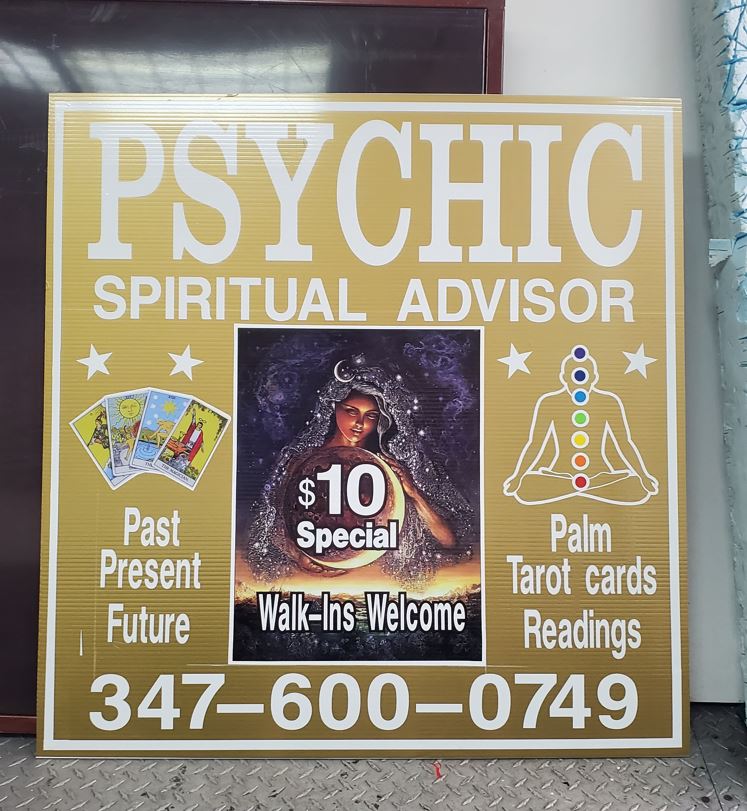 PSYCHIC
SPIRITUAL ADVISOR
$10
Special
Walk-Ins Welcome
Past
Present
Future
Palm
Tarot cards
Readings
347-600-0749